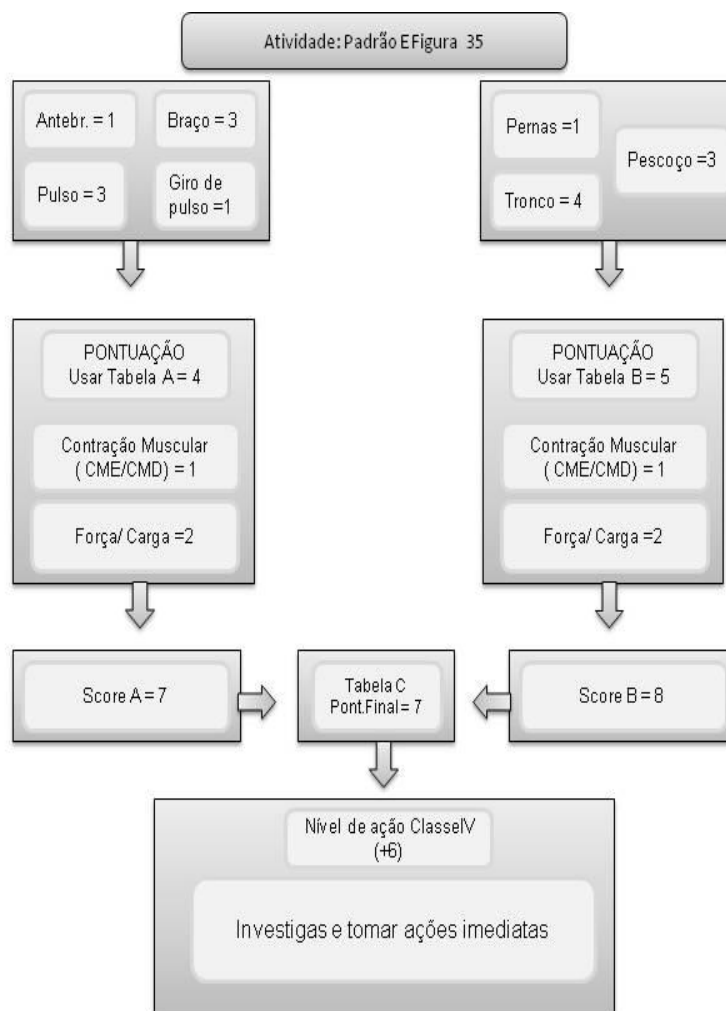 Atividade: Padrão E Figura 35
Antebr. = 1
Braço = 3
Pulso = 3
Giro de
pulso =1
Pernas =1
Pescoço =3
Tronco = 4
PONTUAÇÃO
Usar Tabela A = 4
Contração Muscular
( CME/CMD) = 1
Força/ Carga =2
PONTUAÇÃO
Usar Tabela B = 5
Contração Muscular
( CME/CMD) = 1
Força/ Carga =2
Score A = 7
Tabela C
Pont.Final = 7
Score B = 8
Nível de ação ClasseIV
(+6)
Investigas e tomar ações imediatas